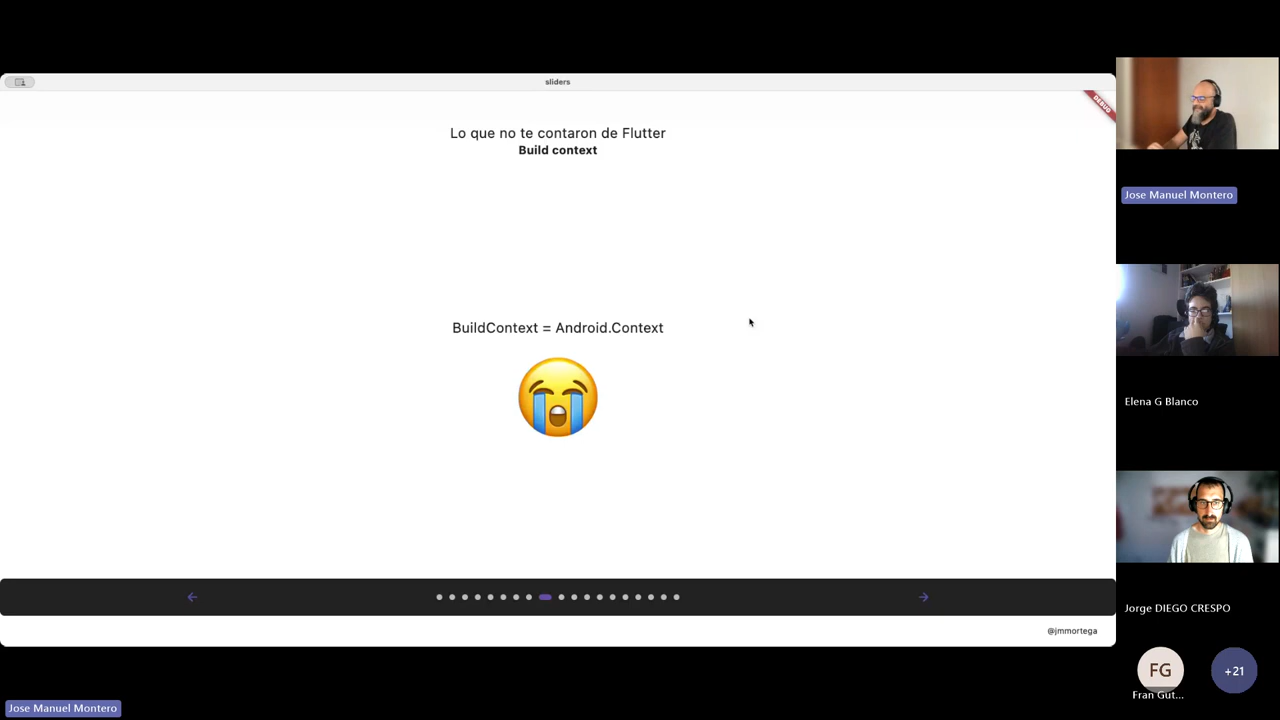 sliders
DEBUG
Lo que no te contaron de Flutter
Build context
BuildContext = Android.Context
@jmmortega
Jose Manuel Montero
Elena G Blanco
Jorge DIEGO CRESPO
FG
Fran Gut...
+21
Jose Manuel Montero